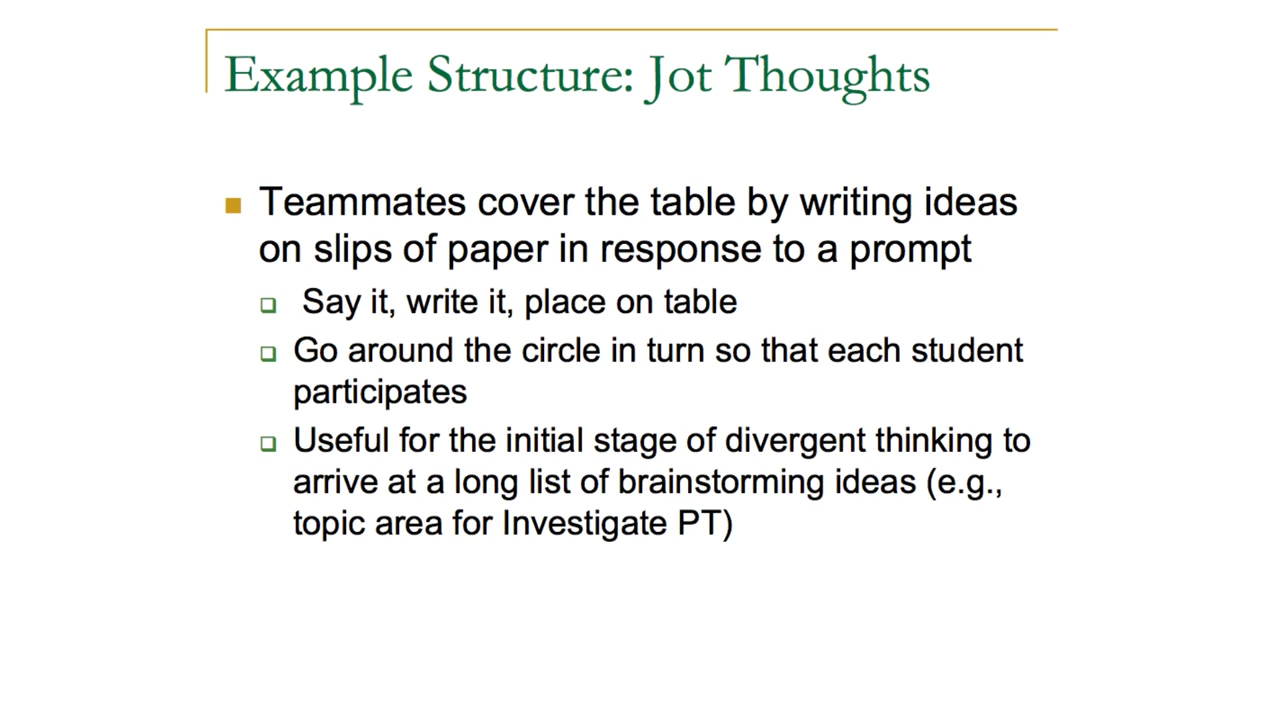 Example Structure: Jot Thoughts
Teammates cover the table by writing ideas
on slips of paper in response to a prompt
Say it, write it, place on table
Go around the circle in turn so that each student
participates
Useful for the initial stage of divergent thinking to
arrive at a long list of brainstorming ideas (e.g.,
topic area for Investigate PT)